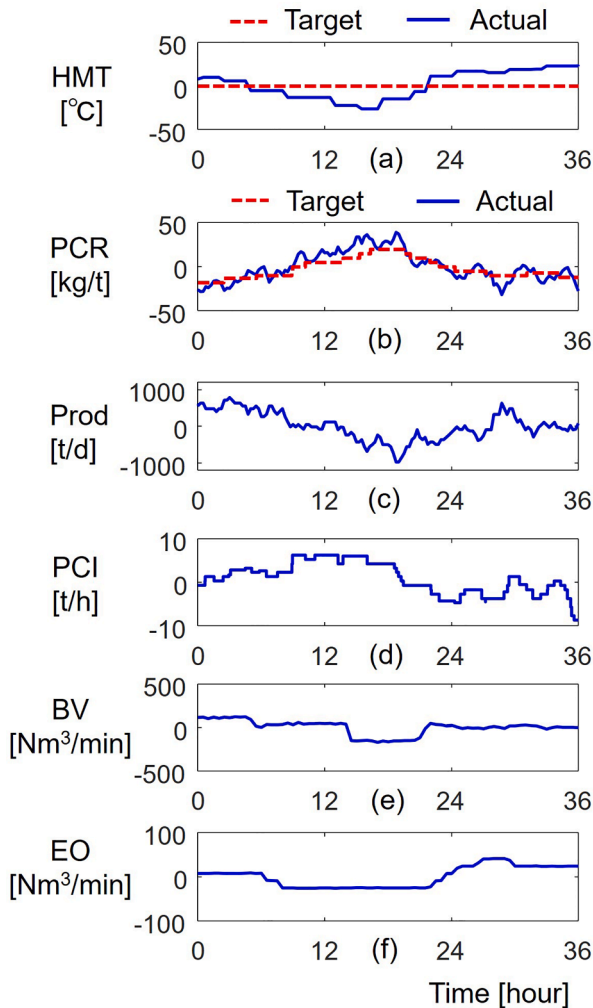 Target Actual
HMT
[℃]
50
0
-50
0 12 (a) 24 36
Target Actual
PCR
[kg/t]
50
0
-50
0 12 (b) 24 36
Prod
[t/d]
1000
0
-1000
0 12 (c) 24 36
PCI
[t/h]
10
0
-10
0 12 (d) 24 36
BV
[Nm³/min]
500
0
-500
0 12 (e) 24 36
EO
[Nm³/min]
100
0
-100
0 12 (f) 24 36
Time [hour]